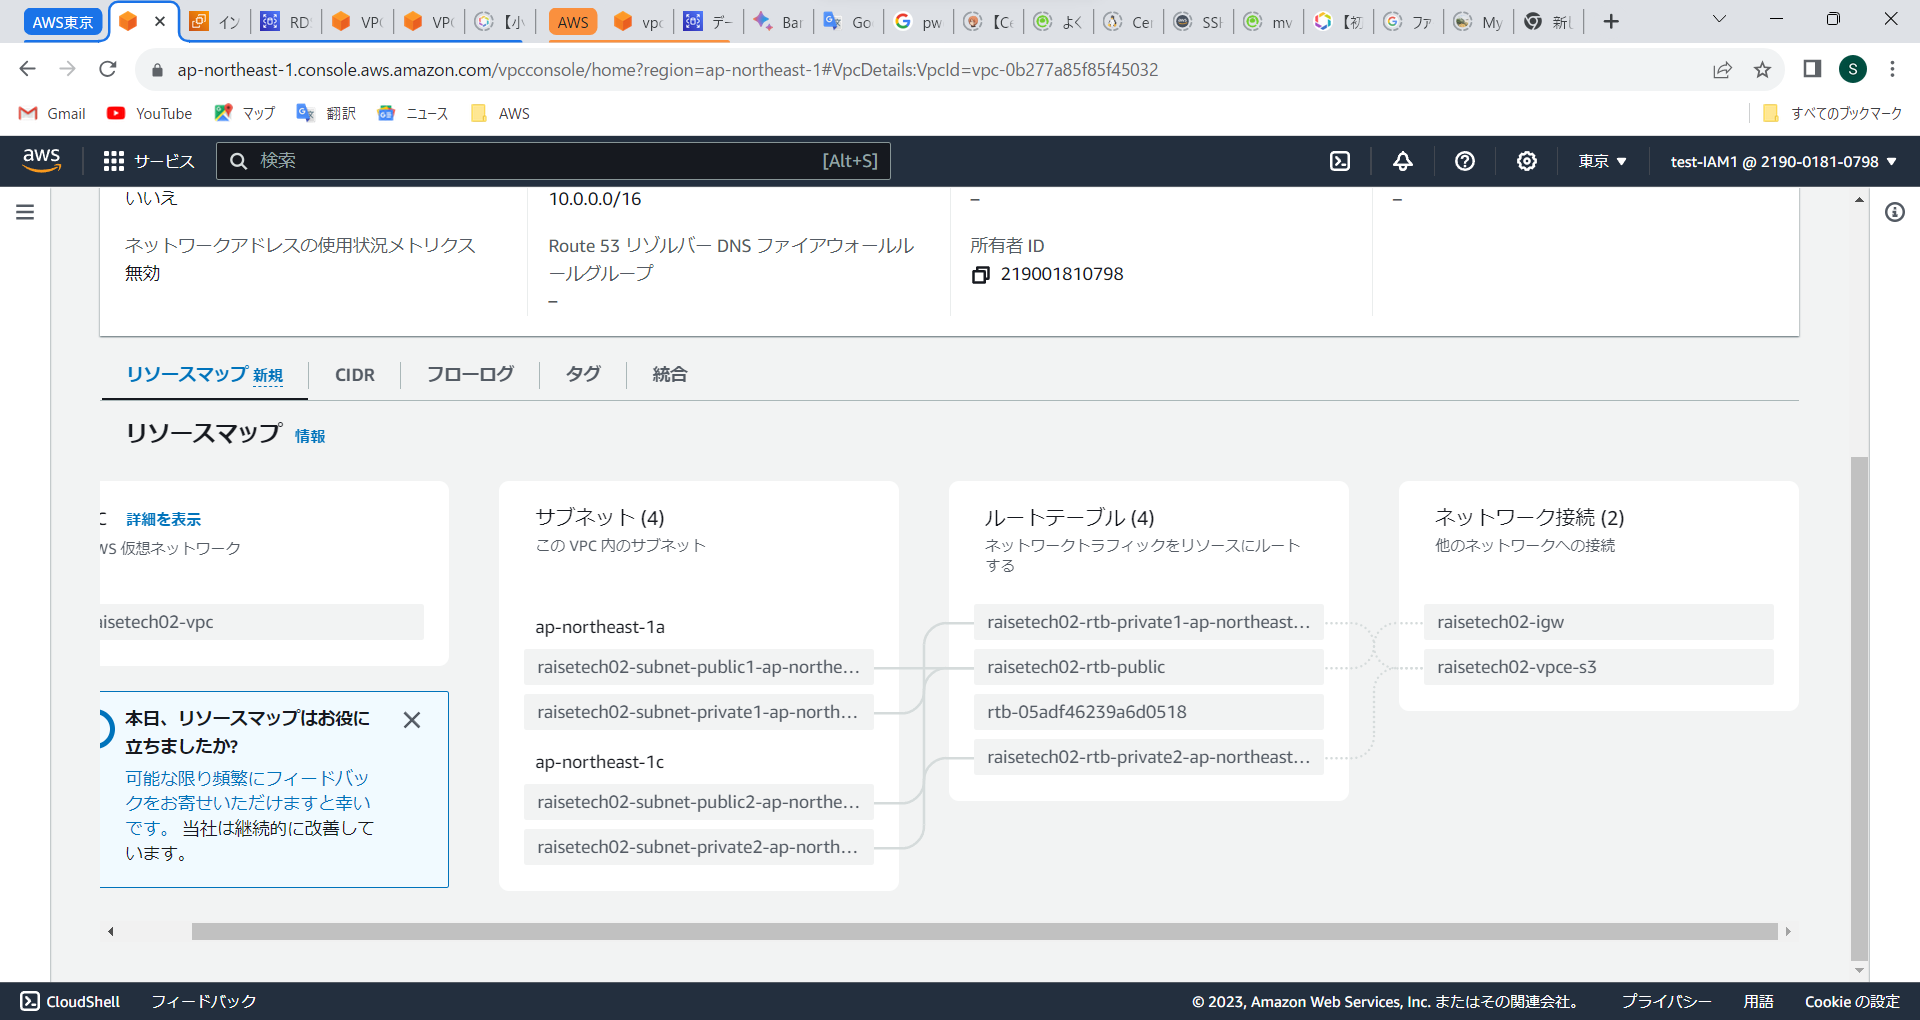 AWS東京
イン
RD
VPC
VPC
【小
AWS
vpc
デー
Bar
Go
pw
【Ce
よく
Cer
SSH
mv
【初
ファ
My
新し
ap-northeast-1.console.aws.amazon.com/vpcconsole/home?region=ap-northeast-1#VpcDetails:VpcId=vpc-0b277a85f85f45032
S
Gmail
YouTube
マップ
翻訳
ニュース
AWS
すべてのブックマーク
aws
サービス
検索
[Alt+S]
東京
test-IAM1 @ 2190-0181-0798
いいえ
10.0.0.0/16
–
–
ネットワークアドレスの使用状況メトリクス
無効
Route 53 リゾルバー DNS ファイアウォールル
ールグループ
–
所有者 ID
219001810798
リソースマップ 新規
CIDR
フローログ
タグ
統合
リソースマップ 情報
C 詳細を表示
WS 仮想ネットワーク
aisetech02-vpc
本日、リソースマップはお役に
立ちましたか?
可能な限り頻繁にフィードバッ
クをお寄せいただけますと幸い
です。 当社は継続的に改善して
います。
サブネット (4)
この VPC 内のサブネット
ap-northeast-1a
raisetech02-subnet-public1-ap-northe...
raisetech02-subnet-private1-ap-north...
ap-northeast-1c
raisetech02-subnet-public2-ap-northe...
raisetech02-subnet-private2-ap-north...
ルートテーブル (4)
ネットワークトラフィックをリソースにルート
する
raisetech02-rtb-private1-ap-northeast...
raisetech02-rtb-public
rtb-05adf46239a6d0518
raisetech02-rtb-private2-ap-northeast...
ネットワーク接続 (2)
他のネットワークへの接続
raisetech02-igw
raisetech02-vpce-s3
CloudShell
フィードバック
© 2023, Amazon Web Services, Inc. またはその関連会社。
プライバシー
用語
Cookie の設定